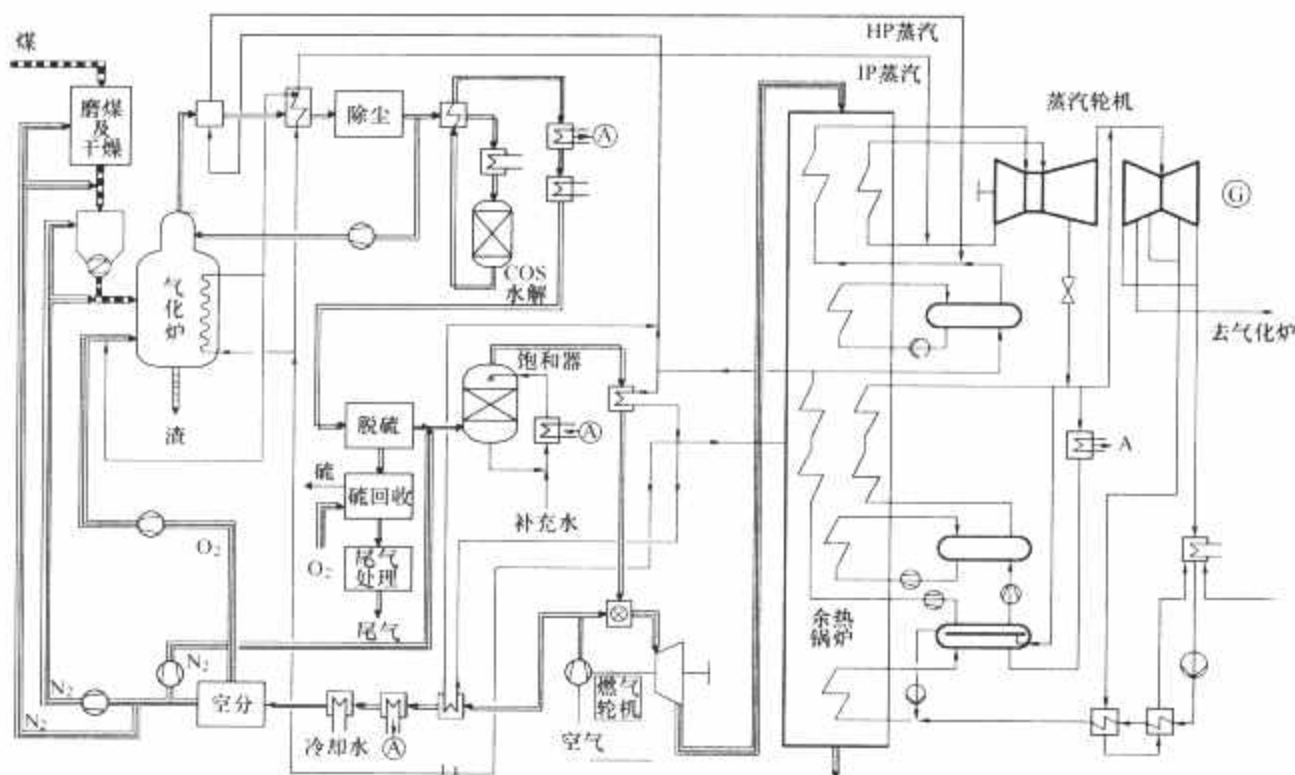 煤
磨煤
及
干燥
气
化
炉
渣
除尘
COS
水解
A
HP蒸汽
IP蒸汽
蒸汽轮机
G
去气化炉
饱和器
A
补充水
脱硫
硫
硫回收
O₂
尾气
处理
尾气
O₂
N₂
N₂
N₂
空分
冷却水
A
空气
燃气
轮机
余热
锅炉
A